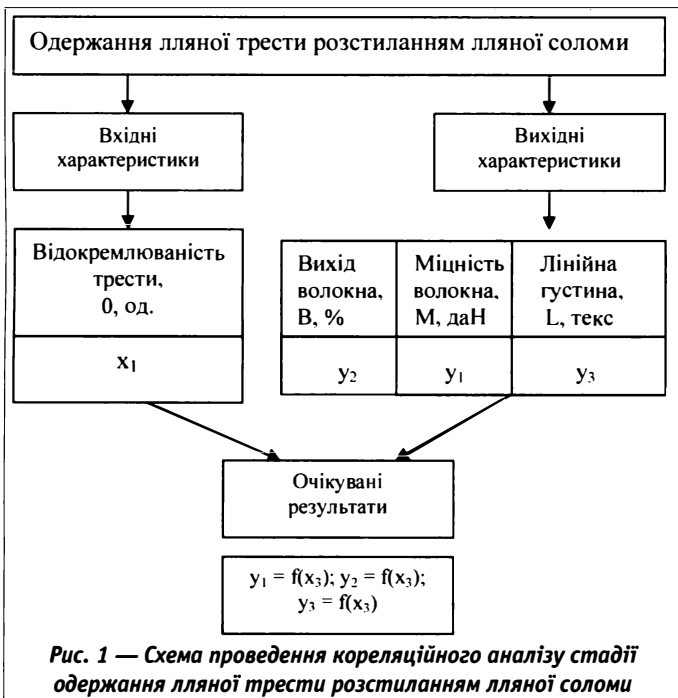 Одержання лляної трести розстиланням лляної соломи
Вхідні
характеристики
Вихідні
характеристики
Відокремлюваність
трести,
0, од.
x₁
Вихід
волокна,
В, %
Міцність
волокна,
М, даН
Лінійна
густина,
L, текс
y₂
y₁
y₃
Очікувані
результати
y₁ = f(x₃); y₂ = f(x₃);
y₃ = f(x₃)
Рис. 1 — Схема проведення кореляційного аналізу стадії
одержання лляної трести розстиланням лляної соломи